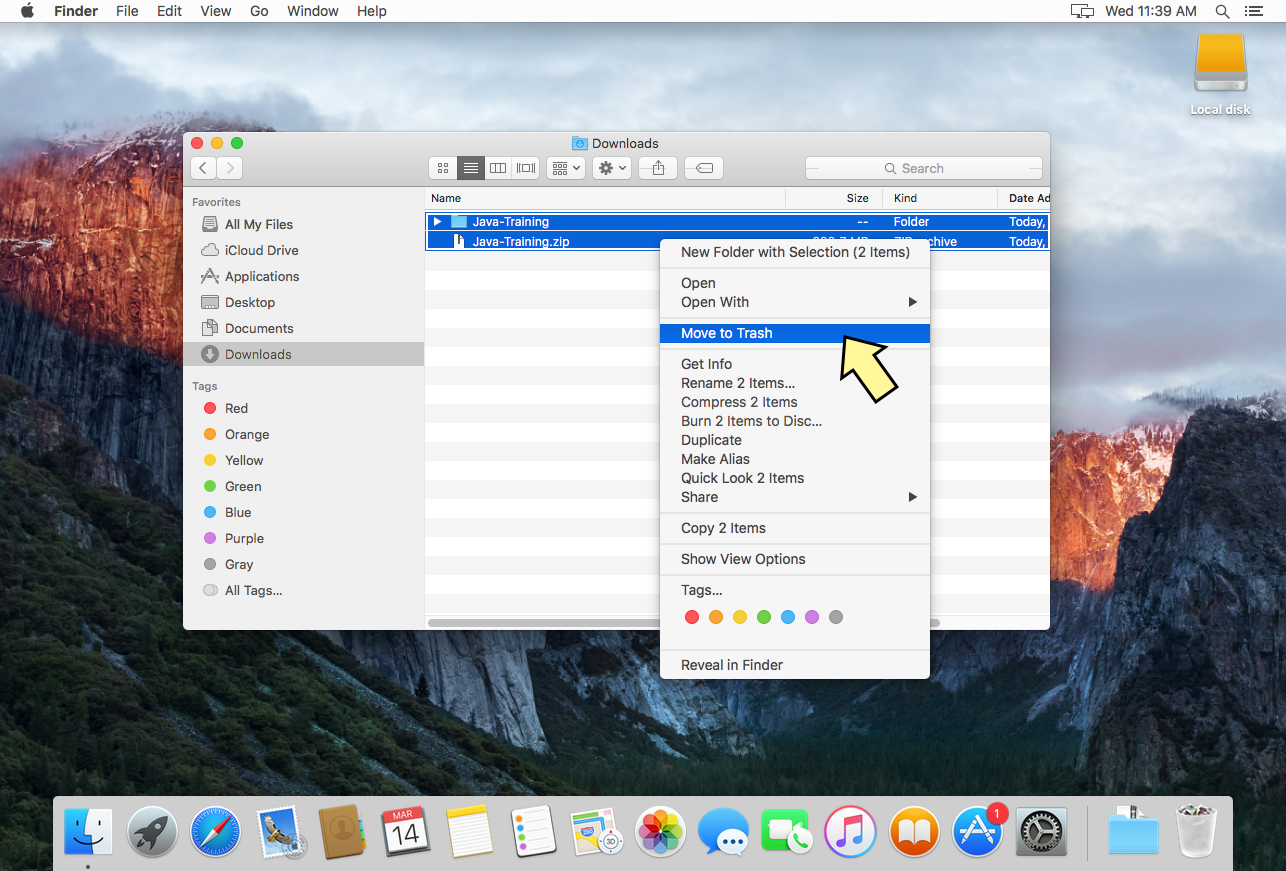 Finder File Edit View Go Window Help Wed 11:39 AM
Local disk
Downloads
Search
Favorites
All My Files
iCloud Drive
Applications
Desktop
Documents
Downloads
Tags
Red
Orange
Yellow
Green
Blue
Purple
Gray
All Tags...
Name Size Kind Date Ad
Java-Training -- Folder Today,
Java-Training.zip Today,
New Folder with Selection (2 Items)
Open
Open With
Move to Trash
Get Info
Rename 2 Items...
Compress 2 Items
Burn 2 Items to Disc...
Duplicate
Make Alias
Quick Look 2 Items
Share
Copy 2 Items
Show View Options
Tags...
Reveal in Finder
MAR
14
3D
1